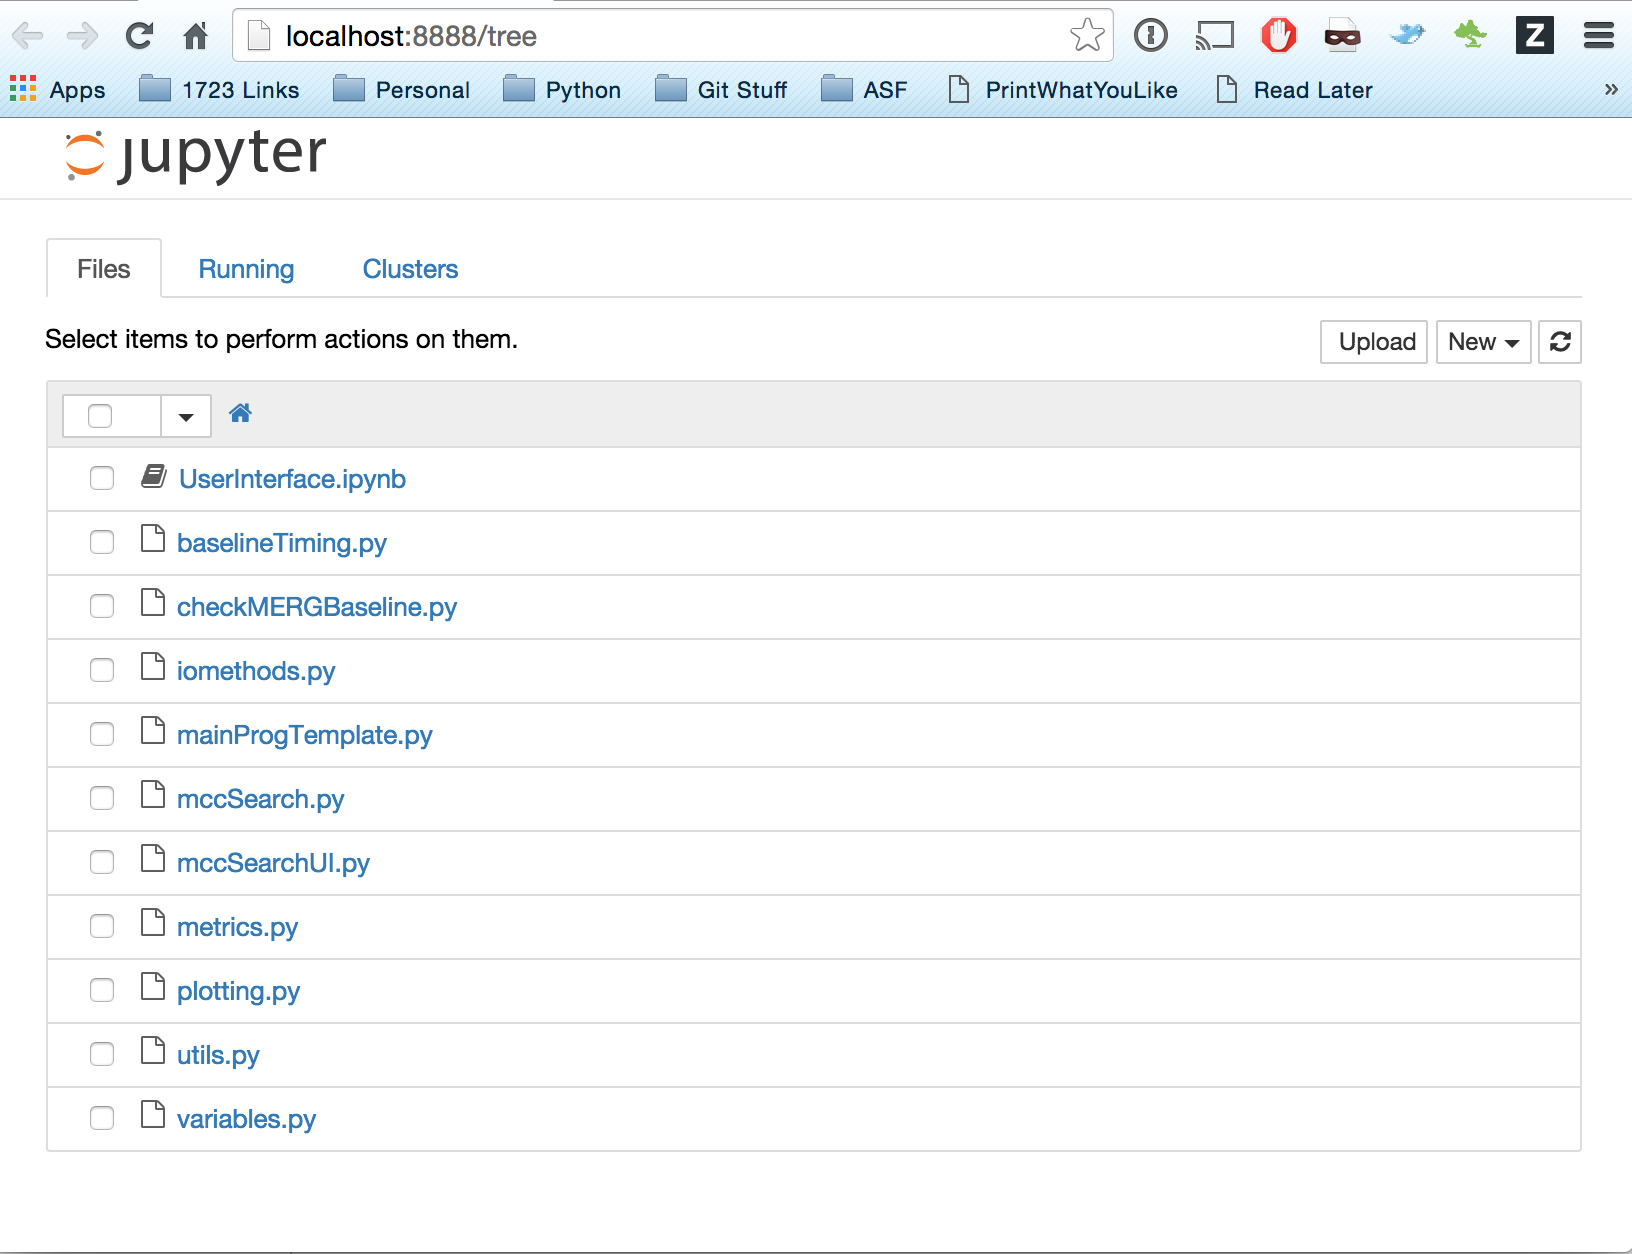 localhost:8888/tree
Apps 1723 Links Personal Python Git Stuff ASF PrintWhatYouLike Read Later »
jupyter
Files Running Clusters
Select items to perform actions on them. Upload New
UserInterface.ipynb
baselineTiming.py
checkMERGBaseline.py
iomethods.py
mainProgTemplate.py
mccSearch.py
mccSearchUI.py
metrics.py
plotting.py
utils.py
variables.py